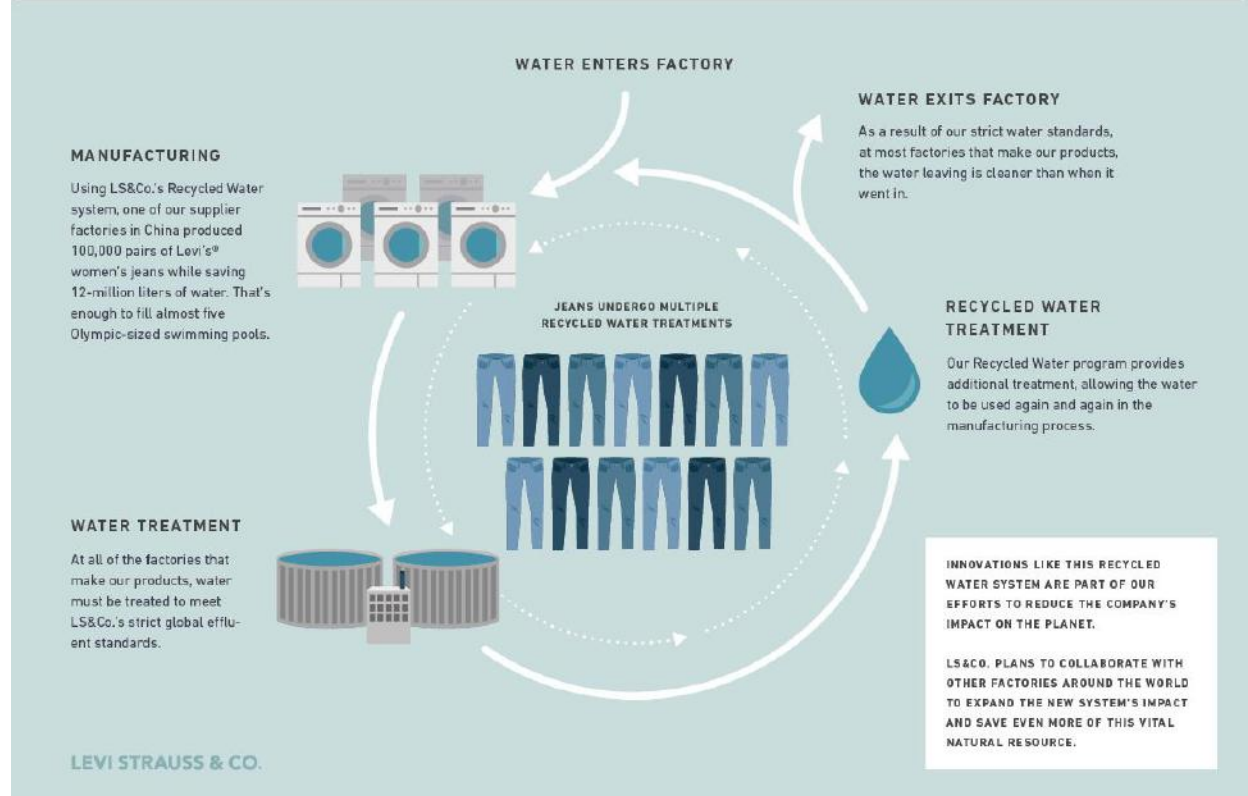 WATER ENTERS FACTORY
WATER EXITS FACTORY
As a result of our strict water standards,
at most factories that make our products,
the water leaving is cleaner than when it
went in.
MANUFACTURING
Using LS&Co.'s Recycled Water
system, one of our supplier
factories in China produced
100,000 pairs of Levi's®
women's jeans while saving
12-million liters of water. That's
enough to fill almost five
Olympic-sized swimming pools.
JEANS UNDERGO MULTIPLE
RECYCLED WATER TREATMENTS
RECYCLED WATER
TREATMENT
Our Recycled Water program provides
additional treatment, allowing the water
to be used again and again in the
manufacturing process.
WATER TREATMENT
At all of the factories that
make our products, water
must be treated to meet
LS&Co.'s strict global efflu-
ent standards.
INNOVATIONS LIKE THIS RECYCLED
WATER SYSTEM ARE PART OF OUR
EFFORTS TO REDUCE THE COMPANY'S
IMPACT ON THE PLANET.
LS&CO. PLANS TO COLLABORATE WITH
OTHER FACTORIES AROUND THE WORLD
TO EXPAND THE NEW SYSTEM'S IMPACT
AND SAVE EVEN MORE OF THIS VITAL
NATURAL RESOURCE.
LEVI STRAUSS & CO.